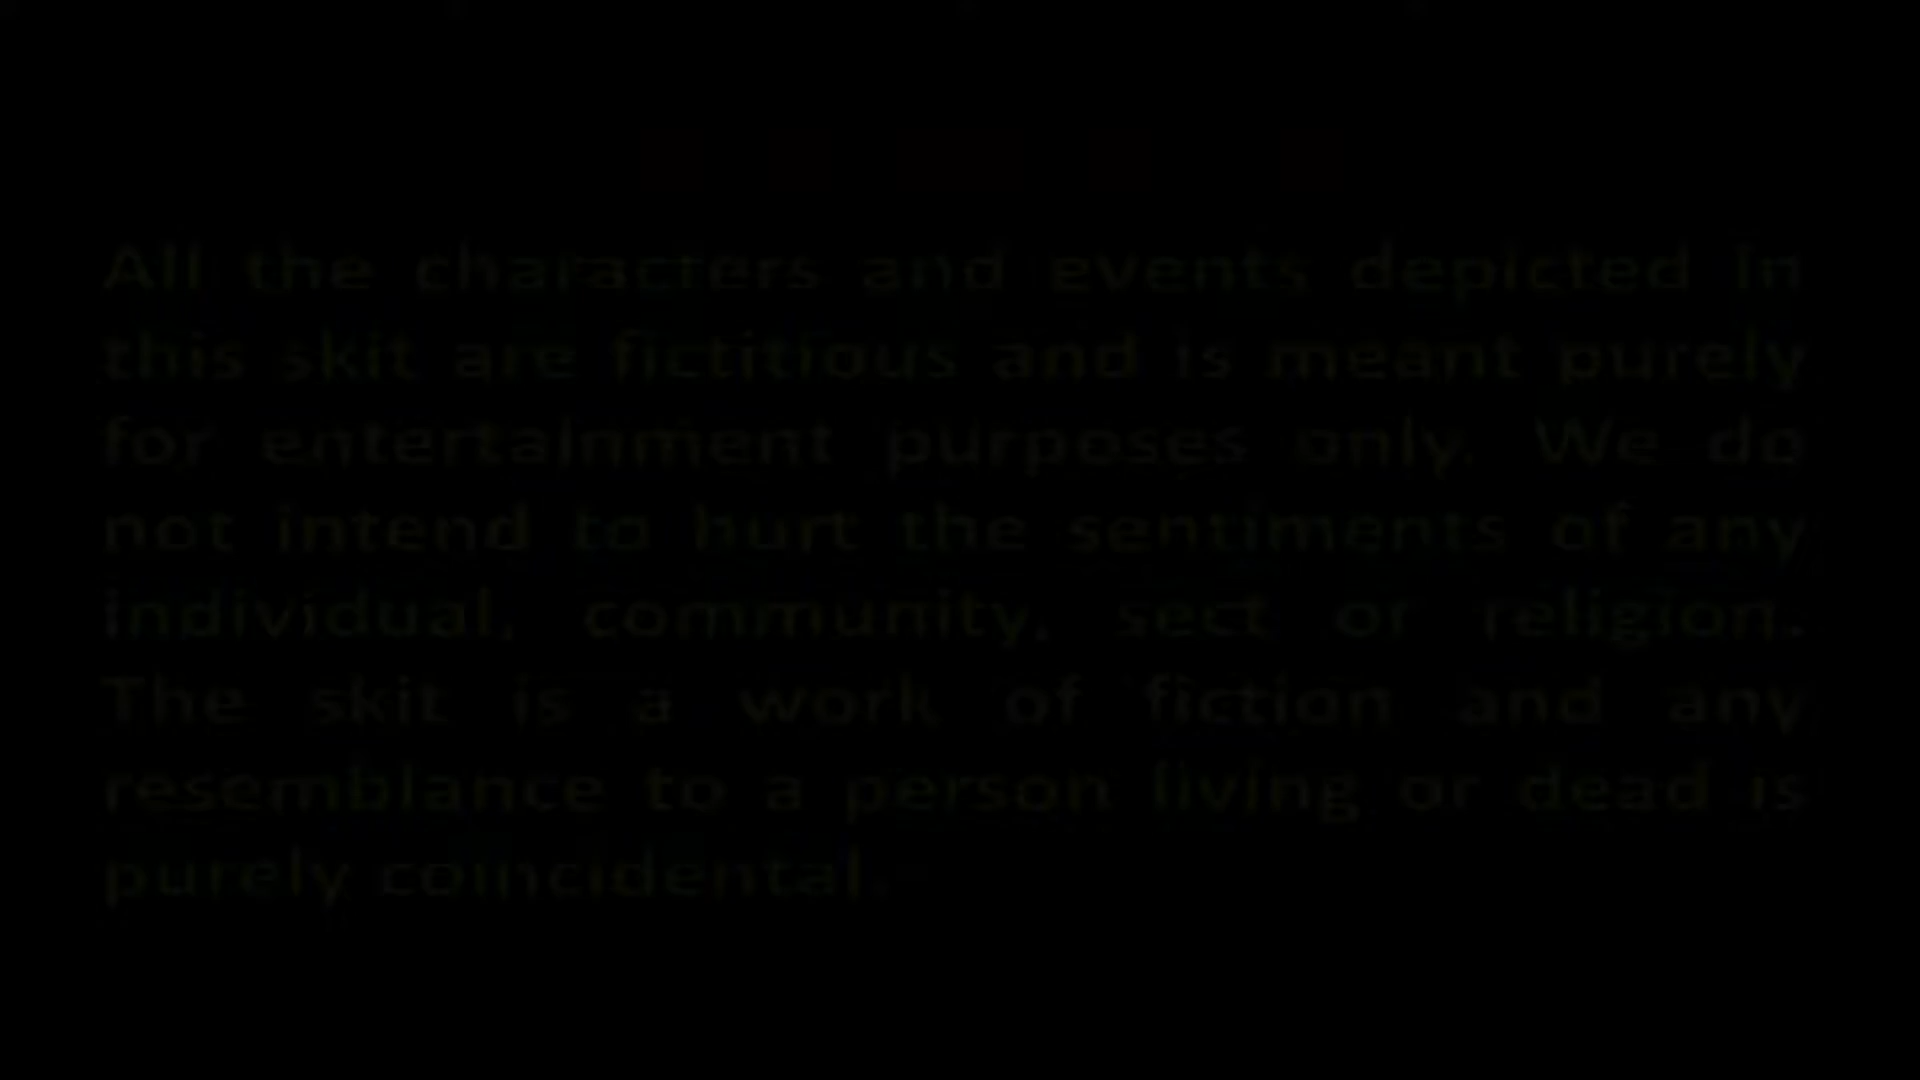 All the characters and events depicted in
this skit are fictitious and is meant purely
for entertainment purposes only. We do
not intend to hurt the sentiments of any
individual, community, sect or religion.
The skit is a work of fiction and any
resemblance to a person living or dead is
purely coincidental.